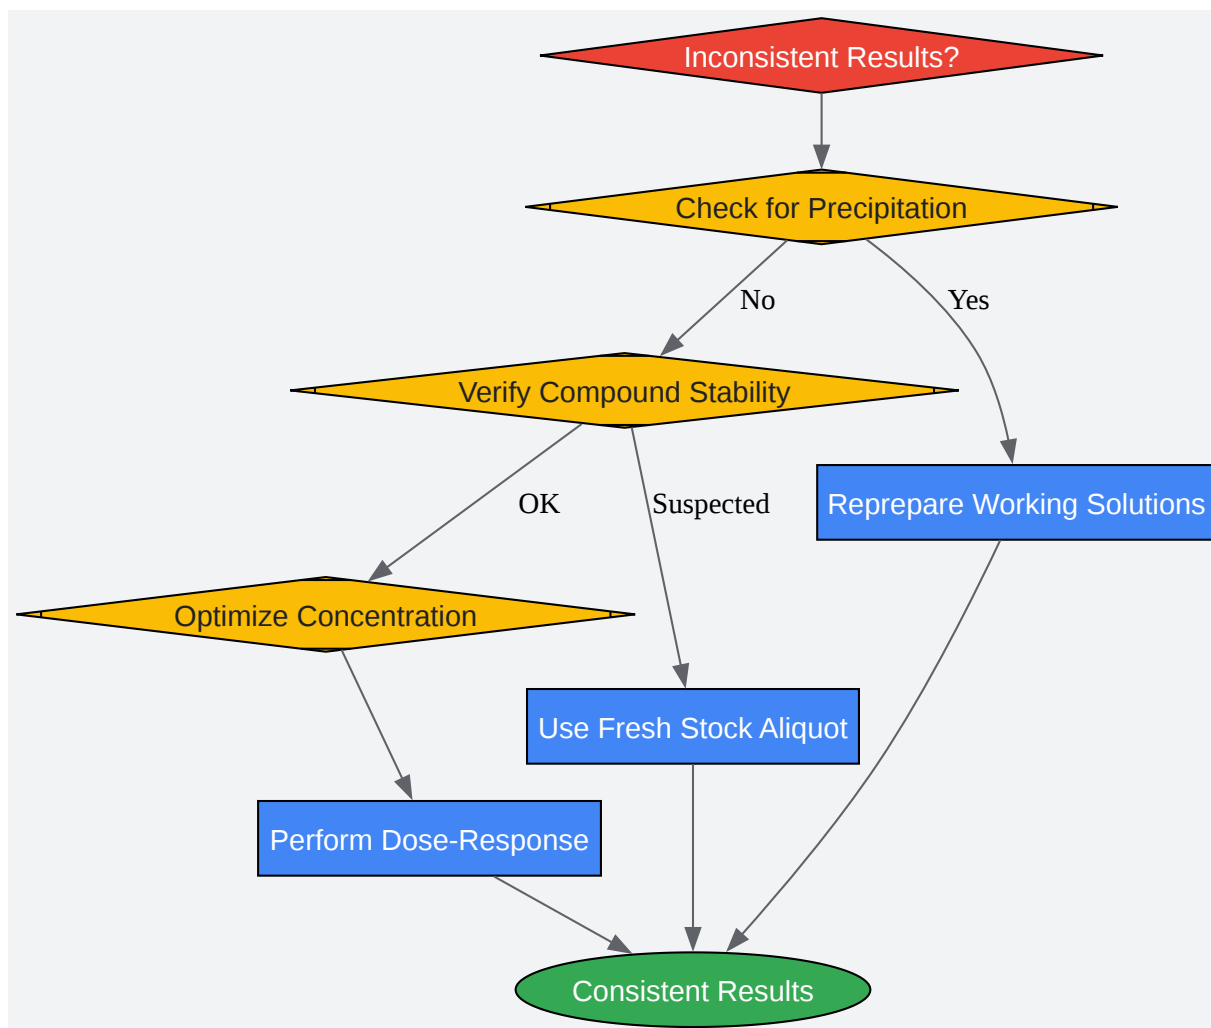 Inconsistent Results?
Check for Precipitation
No
Yes
Verify Compound Stability
OK
Suspected
Reprepare Working Solutions
Optimize Concentration
Use Fresh Stock Aliquot
Perform Dose-Response
Consistent Results